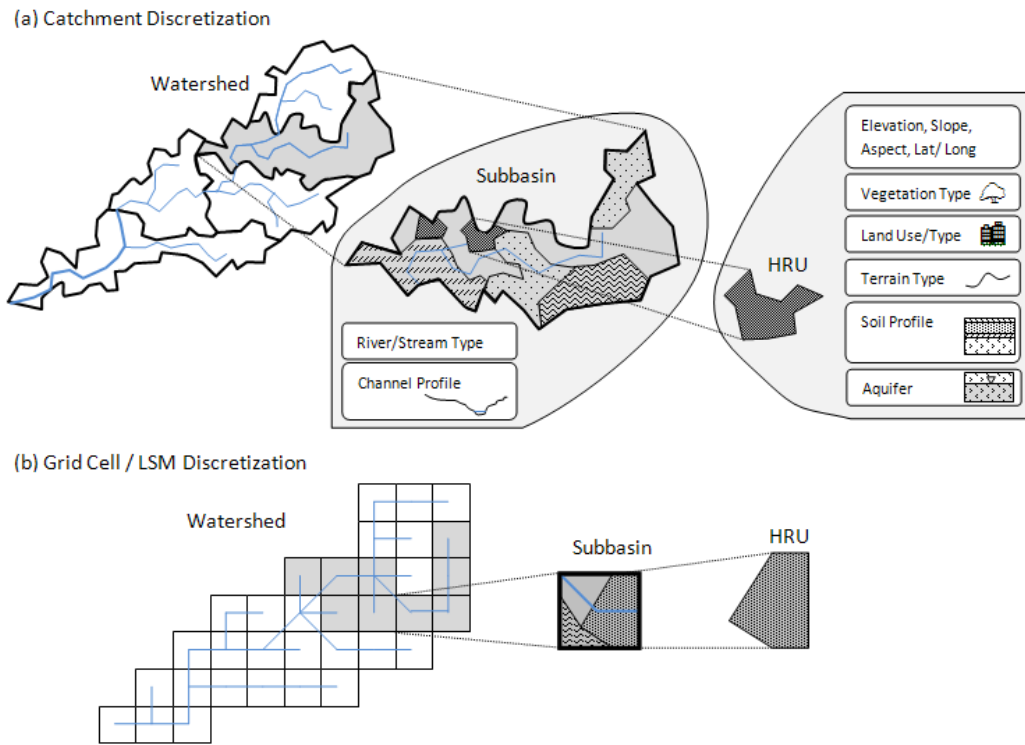 (a) Catchment Discretization
Watershed
Subbasin
River/Stream Type
Channel Profile
HRU
Elevation, Slope,
Aspect, Lat/ Long
Vegetation Type
Land Use/Type
Terrain Type
Soil Profile
Aquifer
(b) Grid Cell / LSM Discretization
Watershed
Subbasin
HRU